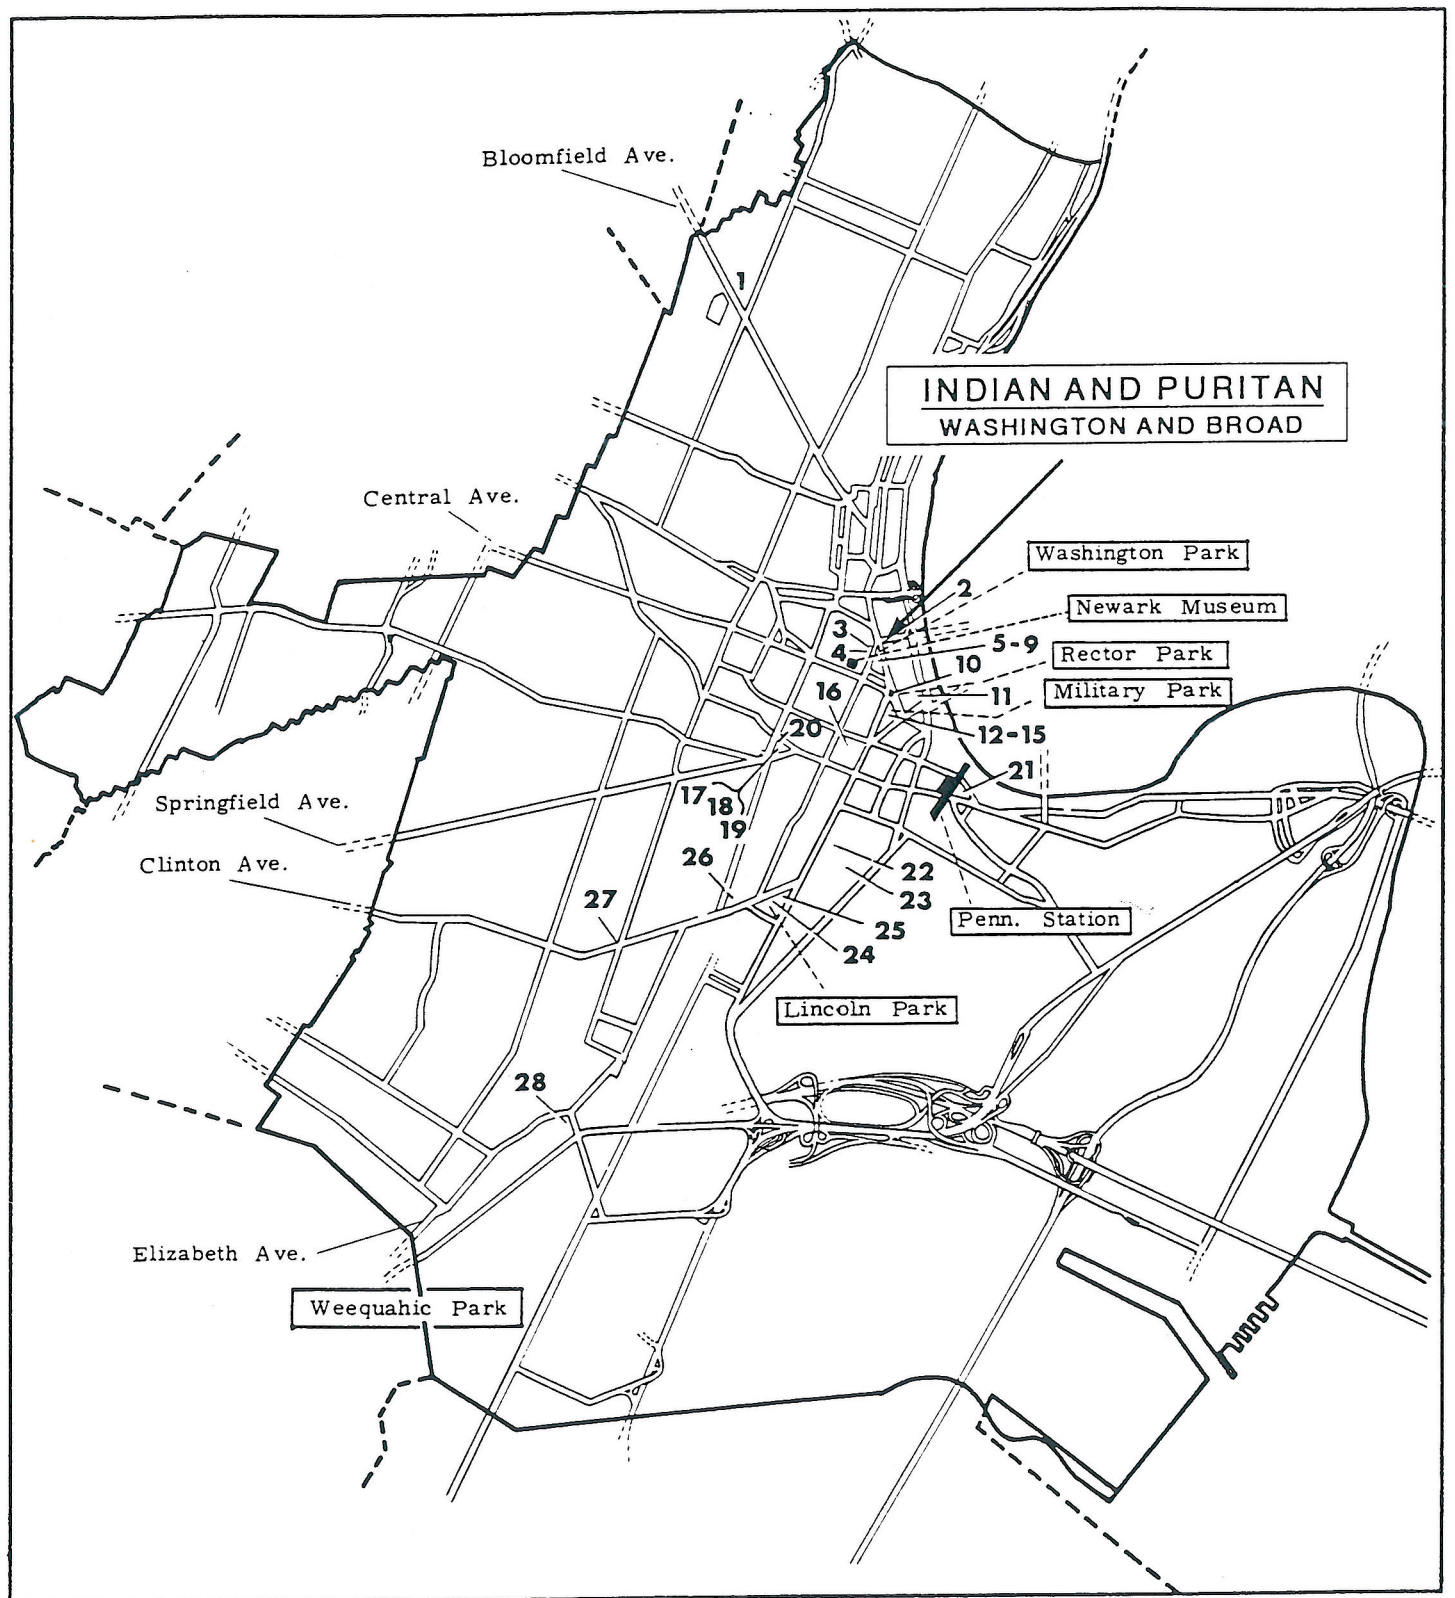 Bloomfield Ave.
1
INDIAN AND PURITAN
WASHINGTON AND BROAD
Central Ave.
Washington Park
2
Newark Museum
3
4
5-9
Rector Park
10
Military Park
11
16
12-15
20
21
17
18
19
Springfield Ave.
Clinton Ave.
26
22
27
23
Penn. Station
25
24
Lincoln Park
28
Elizabeth Ave.
Weequahic Park